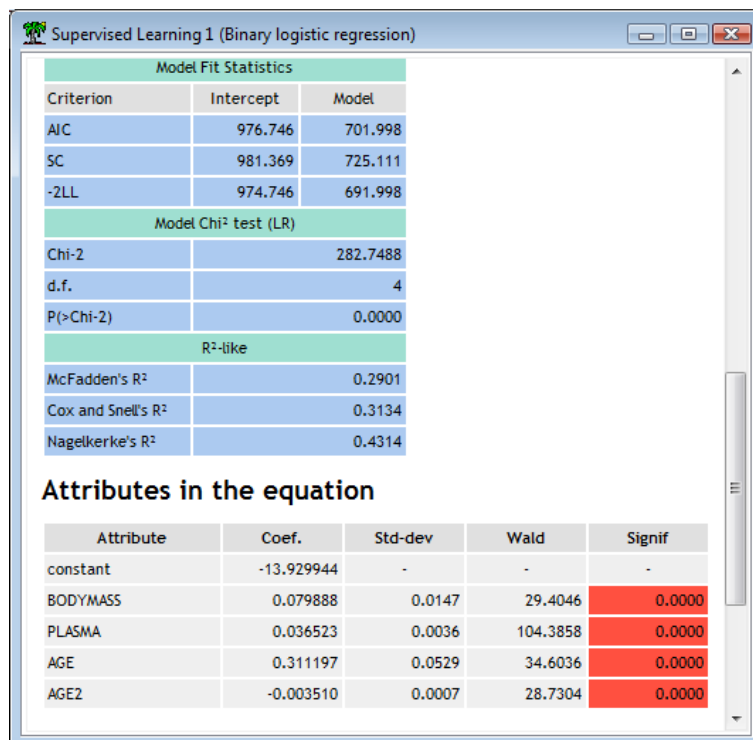 Supervised Learning 1 (Binary logistic regression)
Model Fit Statistics
Criterion Intercept Model
AIC 976.746 701.998
SC 981.369 725.111
-2LL 974.746 691.998
Model Chi² test (LR)
Chi-2 282.7488
d.f. 4
P(>Chi-2) 0.0000
R²-like
McFadden's R² 0.2901
Cox and Snell's R² 0.3134
Nagelkerke's R² 0.4314
Attributes in the equation
Attribute Coef. Std-dev Wald Signif
constant -13.929944 - - -
BODYMASS 0.079888 0.0147 29.4046 0.0000
PLASMA 0.036523 0.0036 104.3858 0.0000
AGE 0.311197 0.0529 34.6036 0.0000
AGE2 -0.003510 0.0007 28.7304 0.0000